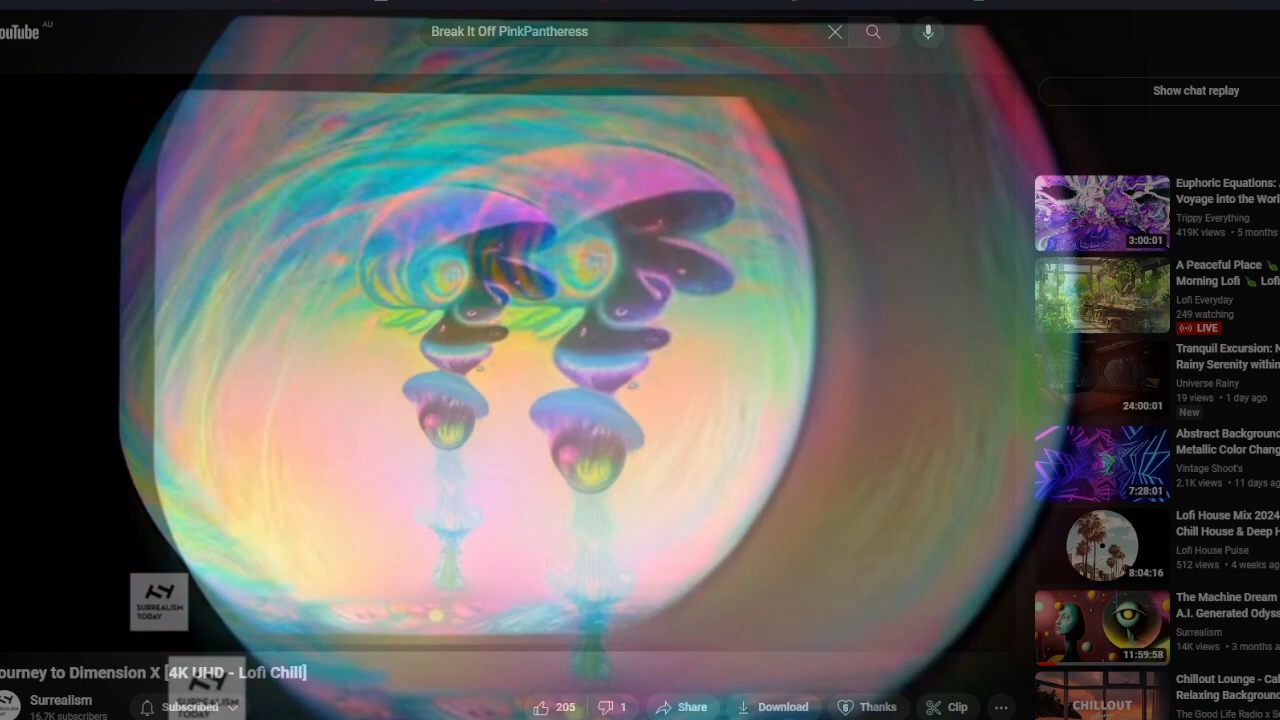 ouTube AU
Break It Off PinkPantheress
Show chat replay
Euphoric Equations:
Voyage into the Worl
Trippy Everything
419K views • 5 months
3:00:01
A Peaceful Place
Morning Lofi Lofi
Lofi Everyday
249 watching
LIVE
Tranquil Excursion: N
Rainy Serenity within
Universe Rainy
19 views • 1 day ago
New
24:00:01
Abstract Background
Metallic Color Chang
Vintage Shoot's
2.1K views • 11 days ag
7:28:01
Lofi House Mix 2024
Chill House & Deep H
Lofi House Pulse
512 views • 4 weeks ag
8:04:16
The Machine Dream
A.I. Generated Odys
Surrealism
14K views • 3 months a
11:59:58
Chillout Lounge - Cal
Relaxing Background
The Good Life Radio x S
CHILLOUT
SURREALISM
TODAY
ourney to Dimension X [4K UHD - Lofi Chill]
Surrealism
16.7K subscribers
Subscribed
TODAY
205
1
Share
Download
Thanks
Clip